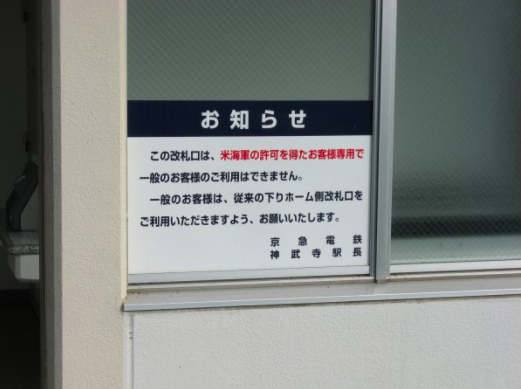 お知らせ
この改札口は、米海軍の許可を得たお客様専用で
一般のお客様のご利用はできません。
一般のお客様は、従来の下りホーム側改札口を
ご利用いただきますよう、お願いいたします。
京急電鉄
神武寺駅長